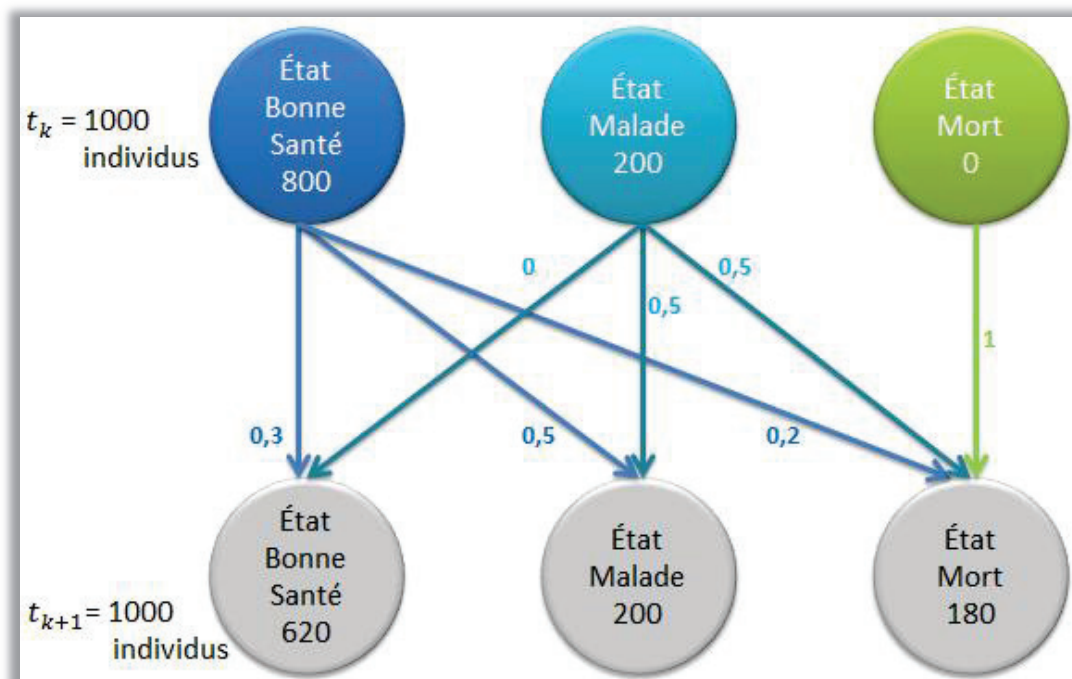 t_k = 1000
individus
État
Bonne
Santé
800
État
Malade
200
État
Mort
0
0
0,5
0,5
1
0,3
0,5
0,2
t_{k+1} = 1000
individus
État
Bonne
Santé
620
État
Malade
200
État
Mort
180